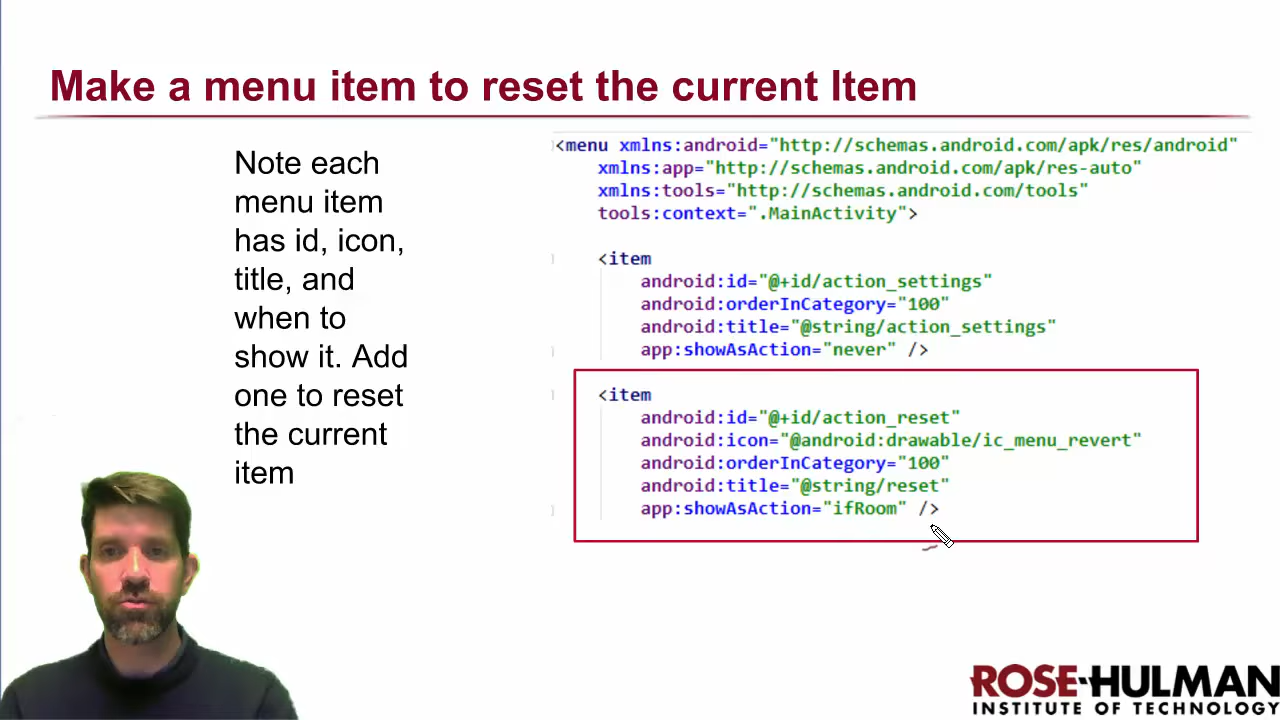 Make a menu item to reset the current Item
Note each
menu item
has id, icon,
title, and
when to
show it. Add
one to reset
the current
item
<menu xmlns:android="http://schemas.android.com/apk/res/android"
xmlns:app="http://schemas.android.com/apk/res-auto"
xmlns:tools="http://schemas.android.com/tools"
tools:context=".MainActivity">
<item
android:id="@+id/action_settings"
android:orderInCategory="100"
android:title="@string/action_settings"
app:showAsAction="never" />
<item
android:id="@+id/action_reset"
android:icon="@android:drawable/ic_menu_revert"
android:orderInCategory="100"
android:title="@string/reset"
app:showAsAction="ifRoom" />
ROSE-HULMAN
INSTITUTE OF TECHNOLOGY